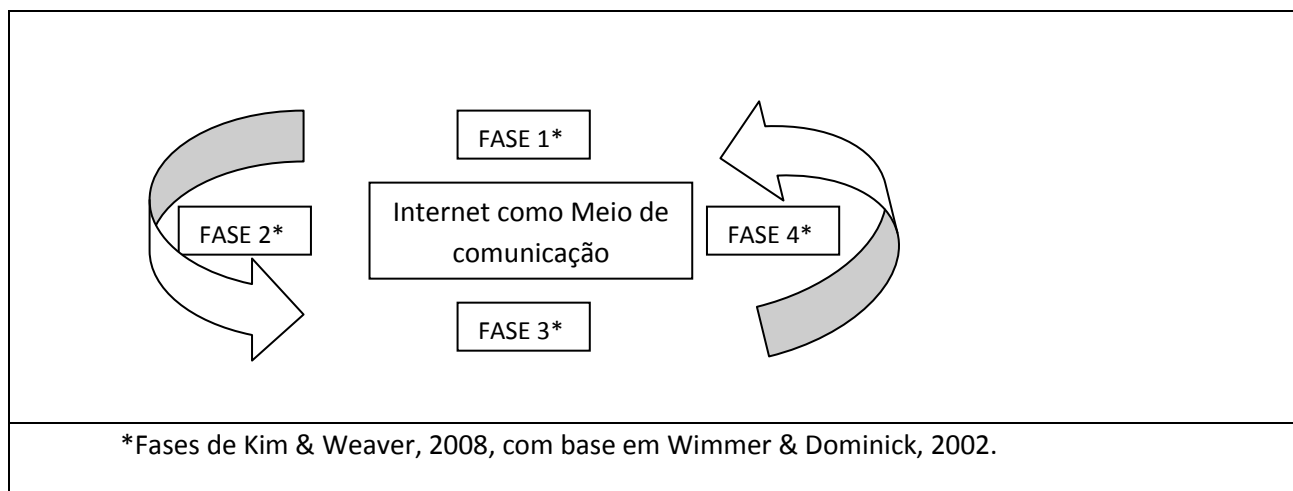 FASE 1*
Internet como Meio de
comunicação
FASE 2*
FASE 4*
FASE 3*
*Fases de Kim & Weaver, 2008, com base em Wimmer & Dominick, 2002.